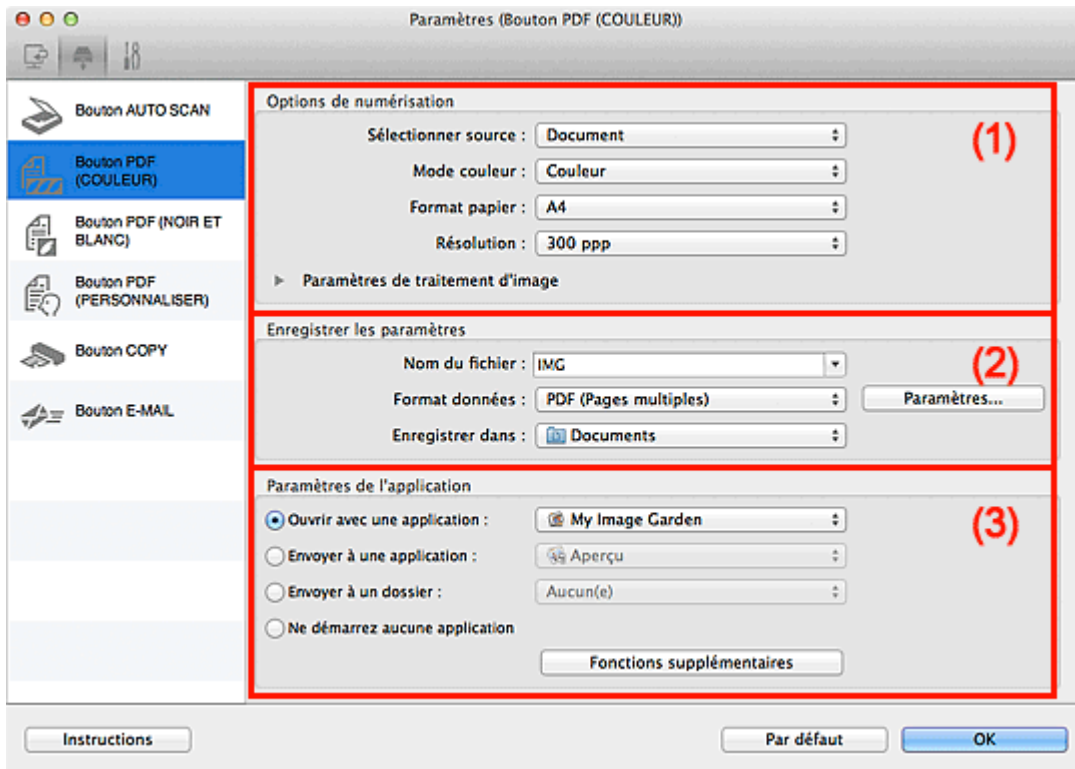 Paramètres (Bouton PDF (COULEUR))
Bouton AUTO SCAN
Bouton PDF
(COULEUR)
Bouton PDF (NOIR ET
BLANC)
Bouton PDF
(PERSONNALISER)
Bouton COPY
Bouton E-MAIL
Options de numérisation
(1)
Sélectionner source : Document
Mode couleur : Couleur
Format papier : A4
Résolution : 300 ppp
Paramètres de traitement d'image
Enregistrer les paramètres
(2)
Nom du fichier : IMG
Format données : PDF (Pages multiples) Paramètres...
Enregistrer dans : Documents
Paramètres de l'application
(3)
Ouvrir avec une application : My Image Garden
Envoyer à une application : Aperçu
Envoyer à un dossier : Aucun(e)
Ne démarrez aucune application
Fonctions supplémentaires
Instructions Par défaut OK